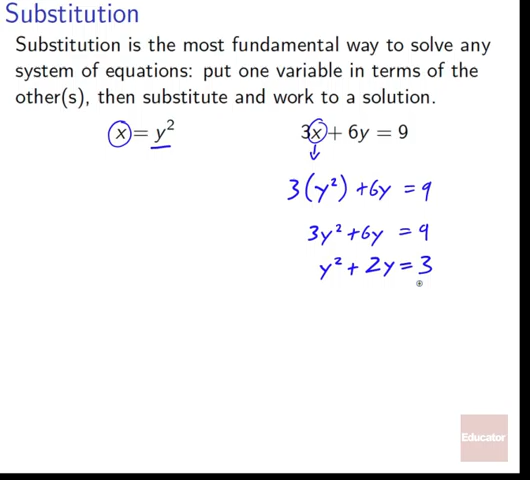 Substitution
Substitution is the most fundamental way to solve any
system of equations: put one variable in terms of the
other(s), then substitute and work to a solution.
x = y² 3x + 6y = 9
3(y²) + 6y = 9
3y² + 6y = 9
y² + 2y = 3
Educator